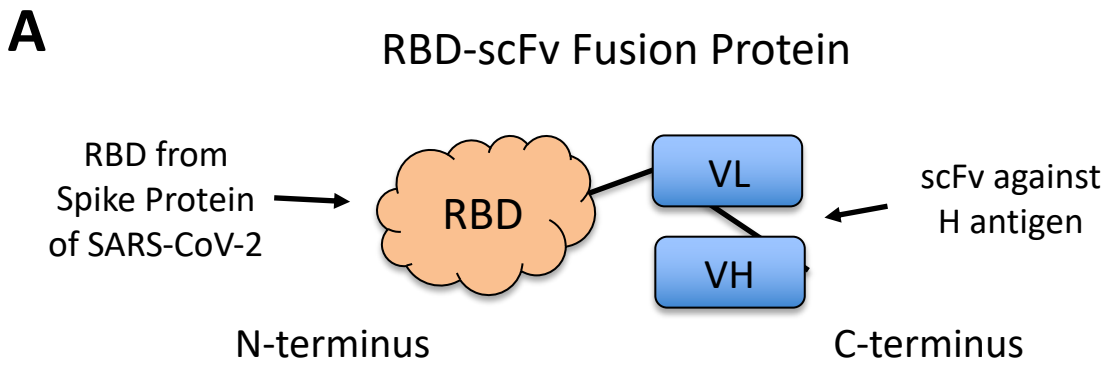 A
RBD-scFv Fusion Protein
RBD from
Spike Protein
of SARS-CoV-2
RBD
VL
VH
scFv against
H antigen
N-terminus
C-terminus